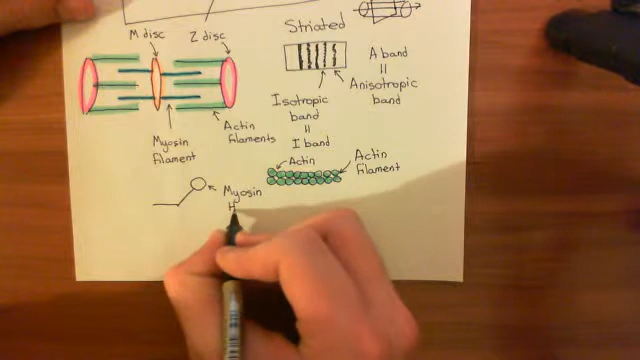 M disc
Z disc
Myosin
filament
Actin
filaments
Striated
A band
=
Anisotropic
band
Isotropic
band
=
I band
Actin
Actin
Filament
Myosin
H